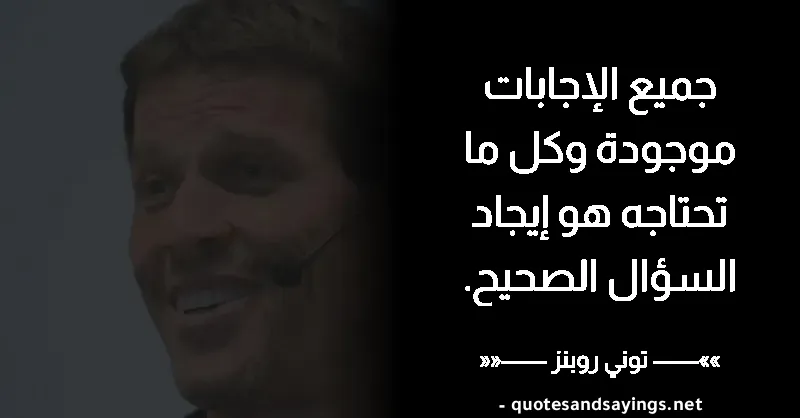 جميع الإجابات
موجودة وكل ما
تحتاجه هو إيجاد
السؤال الصحيح.
»»—— توني روبنز ——««
- quotesandsayings.net